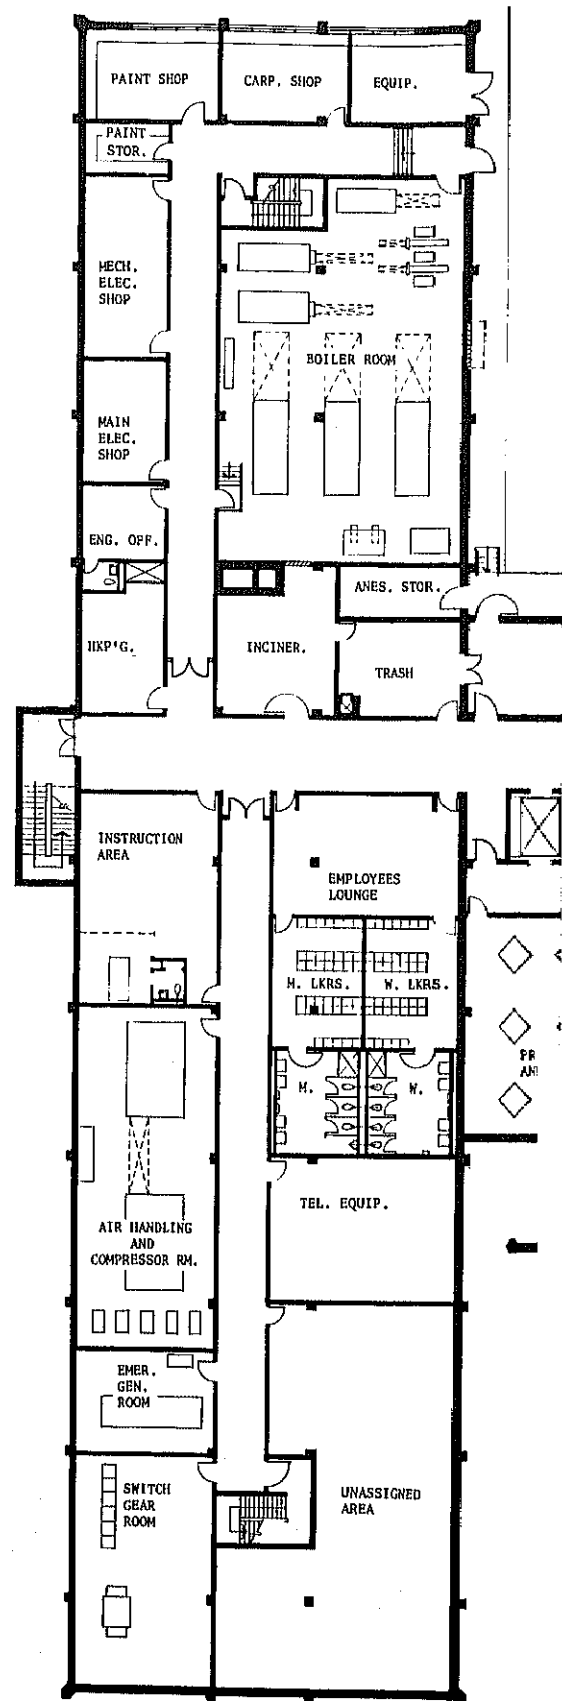 PAINT SHOP
CARP. SHOP
EQUIP.
PAINT
STOR.
MECH.
ELEC.
SHOP
BOILER ROOM
MAIN
ELEC.
SHOP
ENG. OFF.
ANES. STOR.
HKP'G.
INCINER.
TRASH
INSTRUCTION
AREA
EMPLOYEES
LOUNGE
M. LKRS.
W. LKRS.
PR
AN
M.
W.
TEL. EQUIP.
AIR HANDLING
AND
COMPRESSOR RM.
EMER.
GEN.
ROOM
SWITCH
GEAR
ROOM
UNASSIGNED
AREA